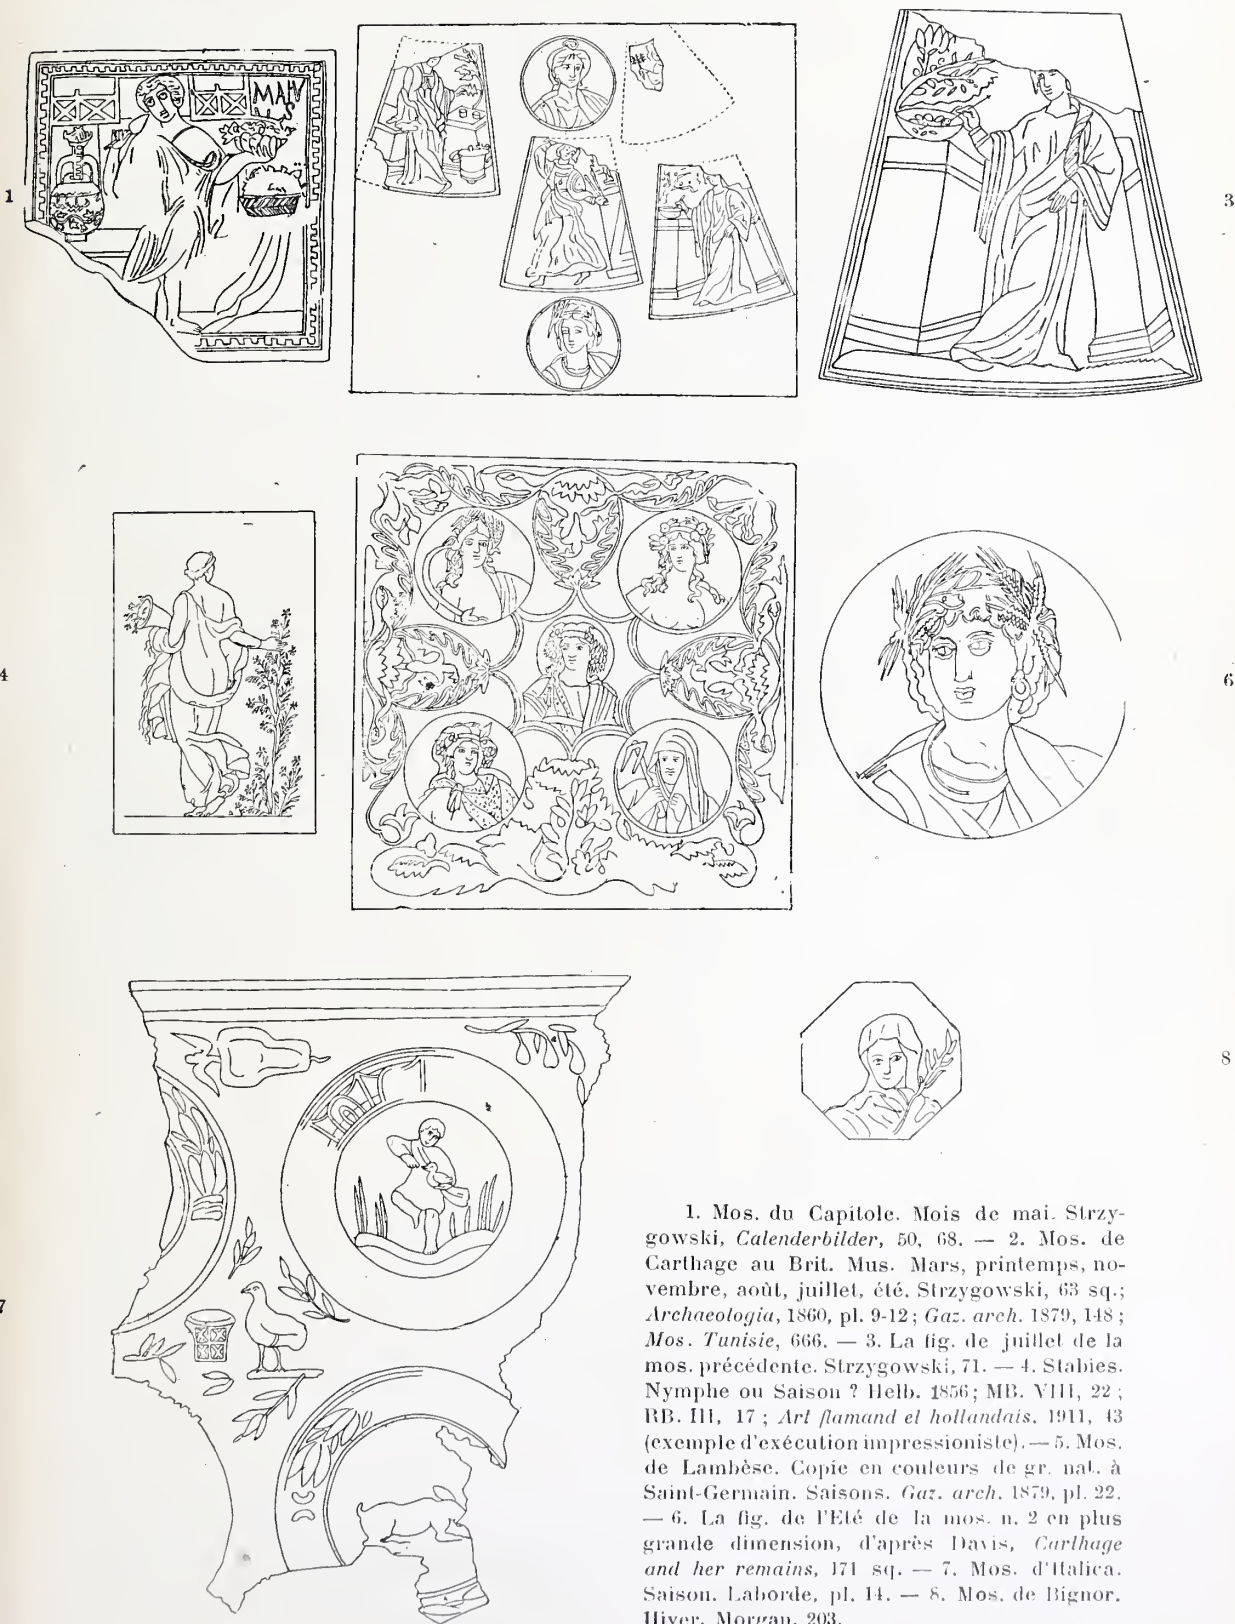 MAIV
1
3
4
6
8
7
1. Mos. du Capitole. Mois de mai. Strzy-
gowski, Calenderbilder, 50, 68. — 2. Mos. de
Carthage au Brit. Mus. Mars, printemps, no-
vembre, août, juillet, été. Strzygowski, 63 sq.;
Archaeologia, 1860, pl. 9-12; Gaz. arch. 1879, 148;
Mos. Tunisie, 666. — 3. La fig. de juillet de la
mos. précédente. Strzygowski, 71. — 4. Stabies.
Nymphe ou Saison ? Helb. 1856; MB. VIII, 22;
RB. III, 17; Art flamand et hollandais, 1911, 13
(exemple d'exécution impressioniste). — 5. Mos.
de Lambèse. Copie en couleurs de gr. nat. à
Saint-Germain. Saisons. Gaz. arch. 1879, pl. 22.
— 6. La fig. de l'Eté de la mos. n. 2 en plus
grande dimension, d'après Davis, Carthage
and her remains, 171 sq. — 7. Mos. d'Italica.
Saison. Laborde, pl. 14. — 8. Mos. de Bignor.
Hiver. Morgan, 203.